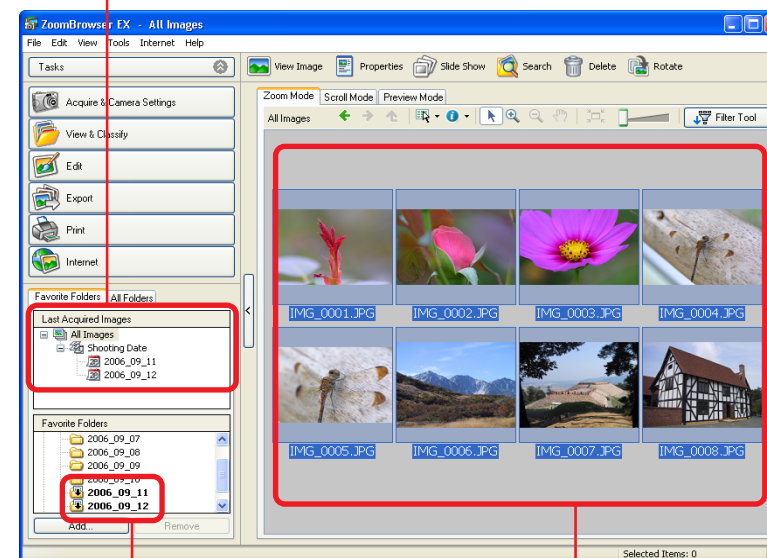 ZoomBrowser EX - All Images
File Edit View Tools Internet Help
Tasks
View Image Properties Slide Show Search Delete Rotate
Acquire & Camera Settings
View & Classify
Edit
Export
Print
Internet
Zoom Mode Scroll Mode Preview Mode
All Images Filter Tool
Favorite Folders All Folders
Last Acquired Images
All Images
Shooting Date
2006_09_11
2006_09_12
Favorite Folders
2006_09_07
2006_09_08
2006_09_09
2006_09_10
2006_09_11
2006_09_12
Add... Remove
IMG_0001.JPG IMG_0002.JPG IMG_0003.JPG IMG_0004.JPG
IMG_0005.JPG IMG_0006.JPG IMG_0007.JPG IMG_0008.JPG
Selected Items: 0